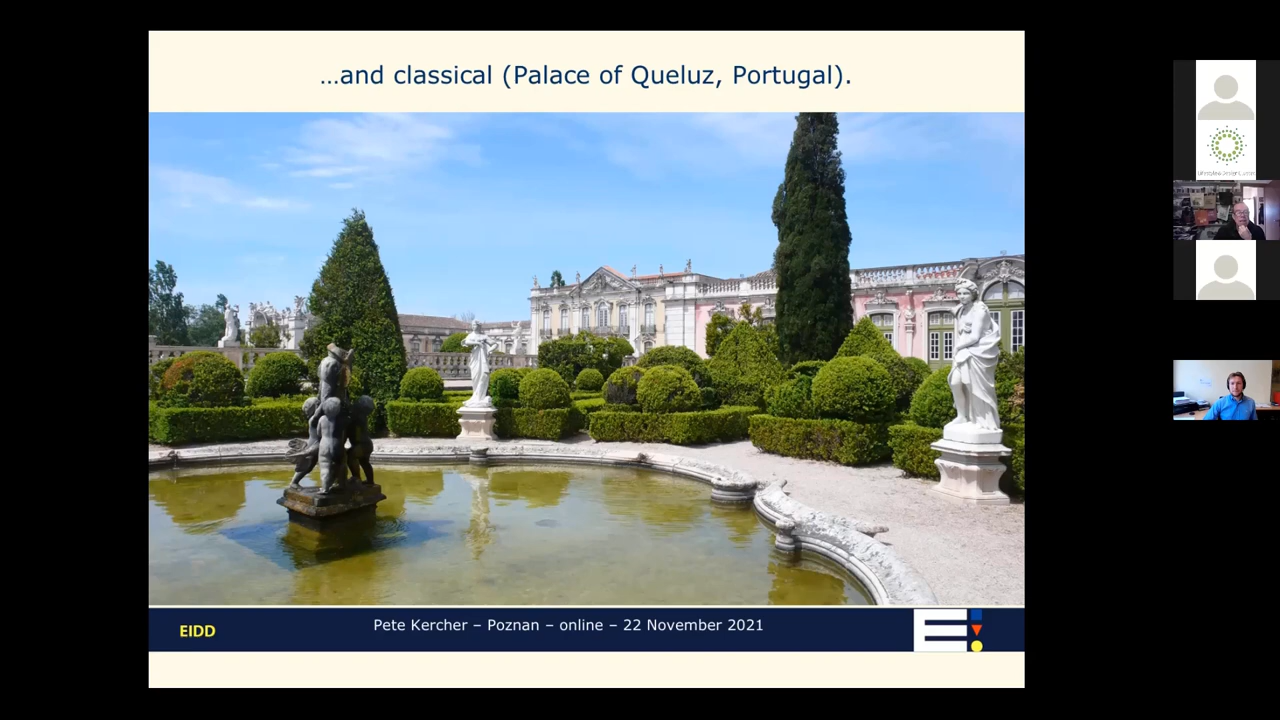 …and classical (Palace of Queluz, Portugal).
EIDD
Pete Kercher – Poznan – online – 22 November 2021